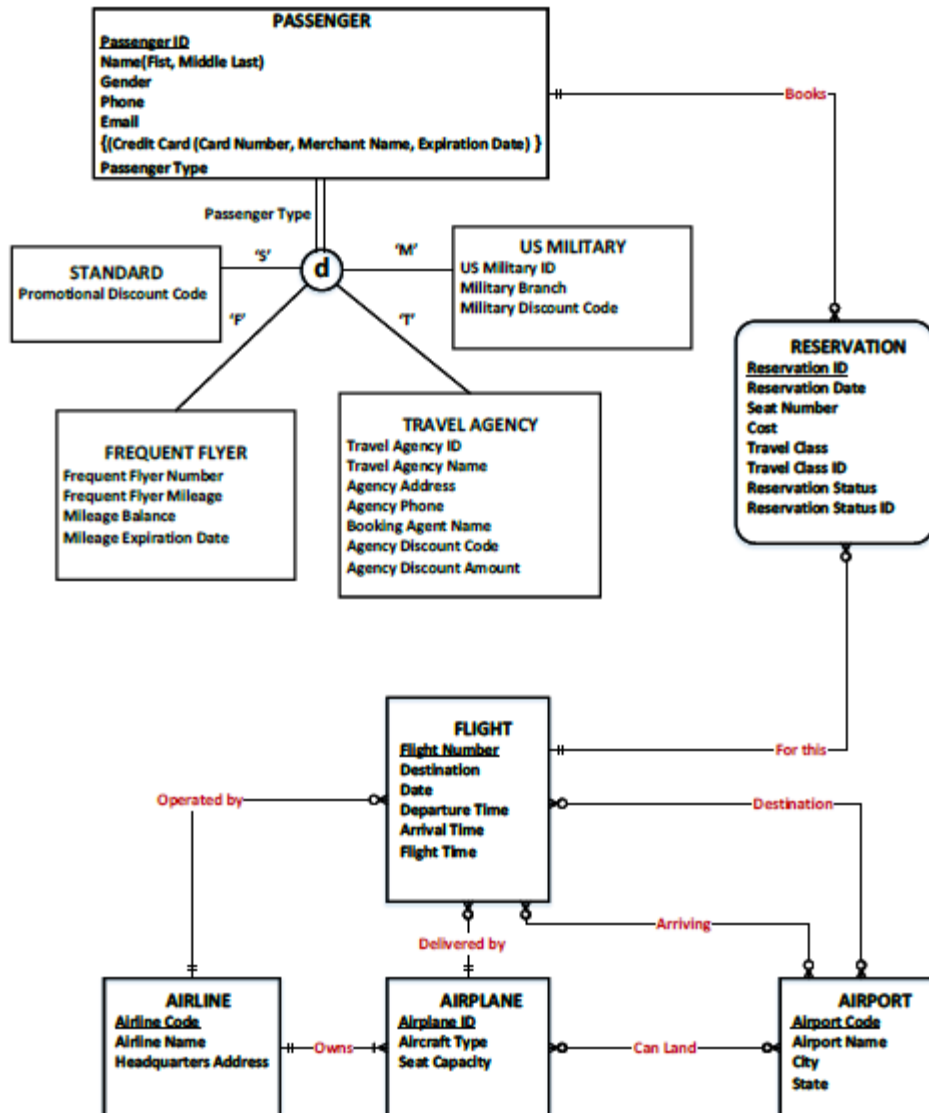 PASSENGER
Passenger ID
Name(Fist, Middle Last)
Gender
Phone
Email
{(Credit Card (Card Number, Merchant Name, Expiration Date) }
Passenger Type
Books
Passenger Type
d
'S'
'M'
'F'
'T'
STANDARD
Promotional Discount Code
US MILITARY
US Military ID
Military Branch
Military Discount Code
FREQUENT FLYER
Frequent Flyer Number
Frequent Flyer Mileage
Mileage Balance
Mileage Expiration Date
TRAVEL AGENCY
Travel Agency ID
Travel Agency Name
Agency Address
Agency Phone
Booking Agent Name
Agency Discount Code
Agency Discount Amount
RESERVATION
Reservation ID
Reservation Date
Seat Number
Cost
Travel Class
Travel Class ID
Reservation Status
Reservation Status ID
FLIGHT
Flight Number
Destination
Date
Departure Time
Arrival Time
Flight Time
For this
Operated by
Destination
Arriving
Delivered by
AIRLINE
Airline Code
Airline Name
Headquarters Address
Owns
AIRPLANE
Airplane ID
Aircraft Type
Seat Capacity
Can Land
AIRPORT
Airport Code
Airport Name
City
State